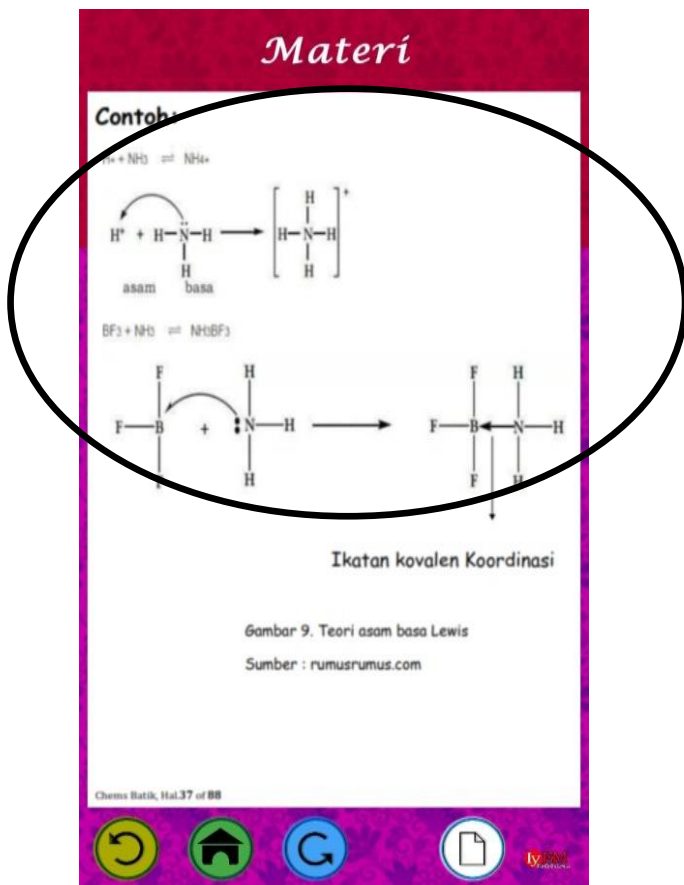 Materi
Contoh:
H+ + NH3 ⇌ NH4+
H
H+ + H–N–H → [H–N–H]+
H H
asam basa
BF3 + NH3 ⇌ NH3BF3
F H F H
F–B + :N–H → F–B←N–H
F H F H
Ikatan kovalen Koordinasi
Gambar 9. Teori asam basa Lewis
Sumber : rumusrumus.com
Chems Batik, Hal.37 of 88